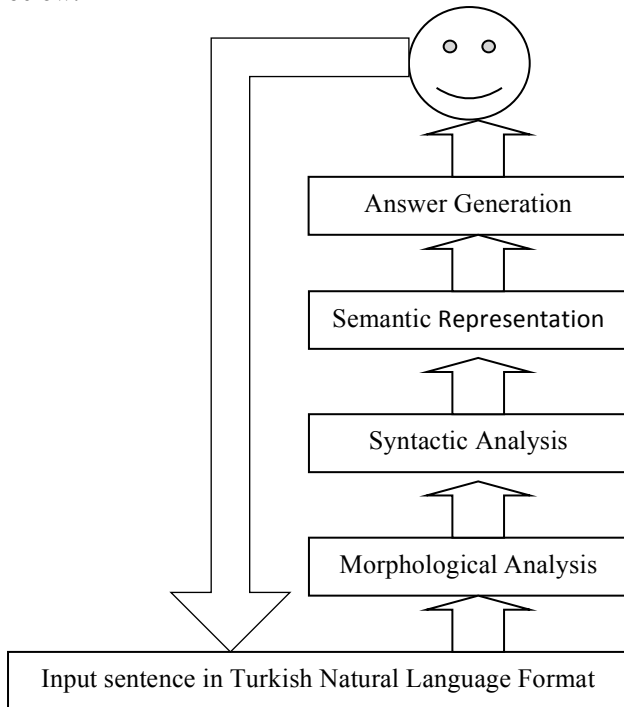 Answer Generation
Semantic Representation
Syntactic Analysis
Morphological Analysis
Input sentence in Turkish Natural Language Format